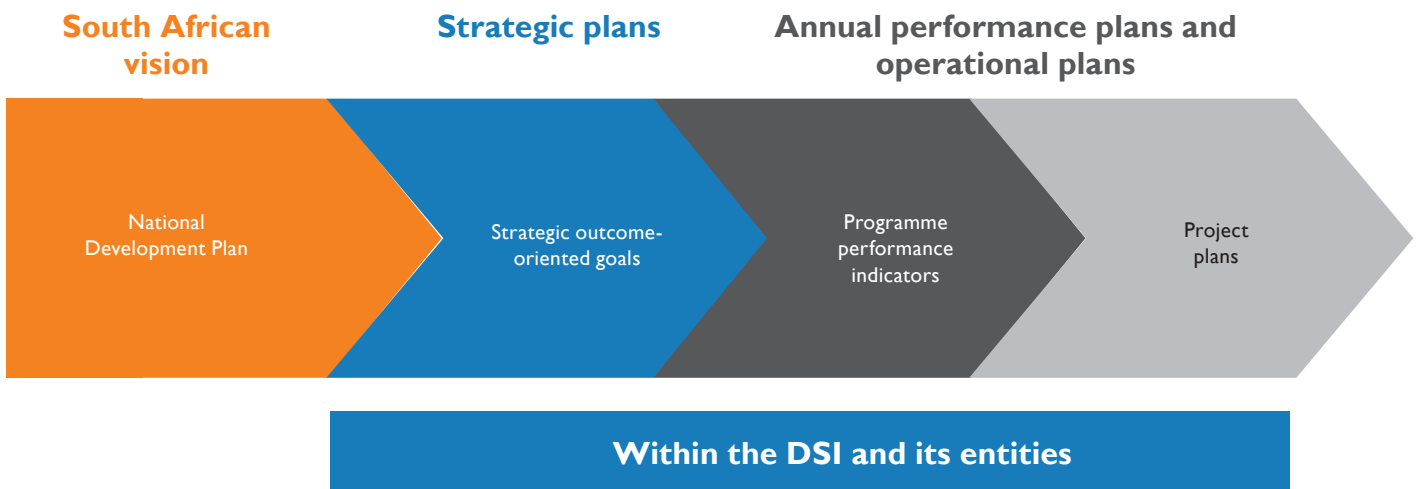 South African
vision
Strategic plans
Annual performance plans and
operational plans
National
Development Plan
Strategic outcome-
oriented goals
Programme
performance
indicators
Project
plans
Within the DSI and its entities